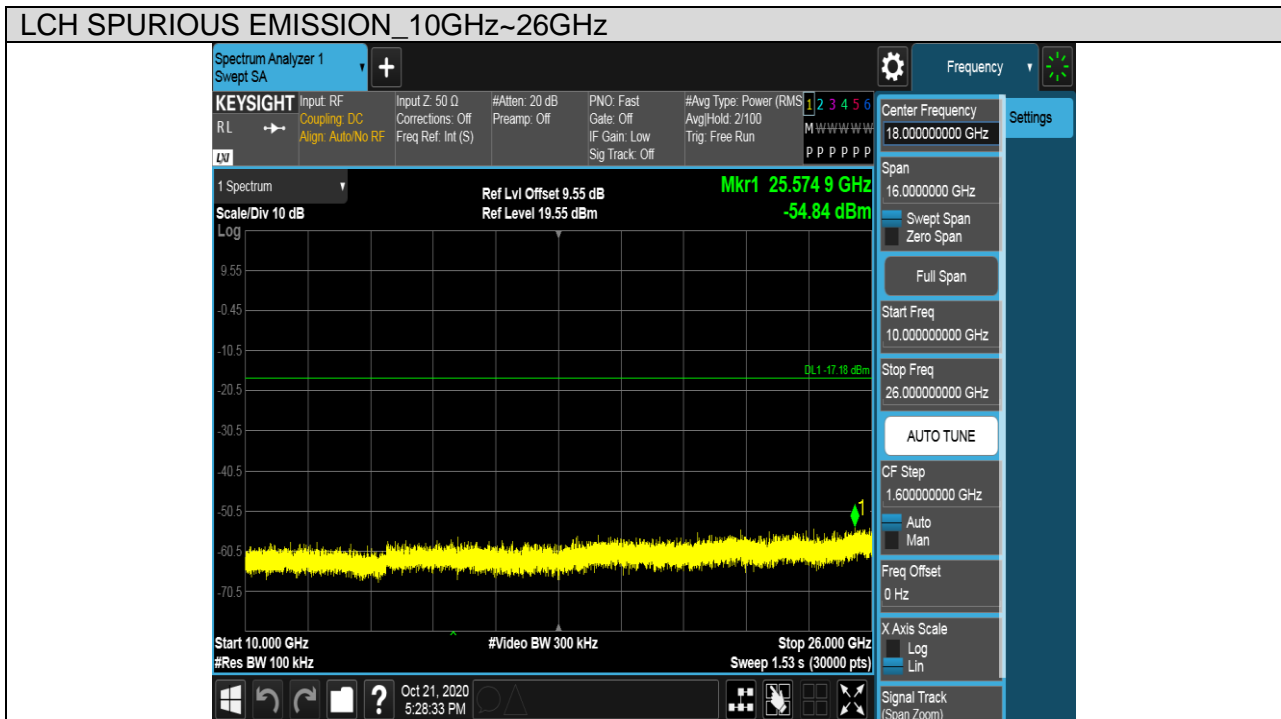 LCH SPURIOUS EMISSION_10GHz~26GHz
Spectrum Analyzer 1
Swept SA
+
Frequency
KEYSIGHT
RL
LXI
Input: RF
Coupling: DC
Align: Auto/No RF
Input Z: 50 Ω
Corrections: Off
Freq Ref: Int (S)
#Atten: 20 dB
Preamp: Off
PNO: Fast
Gate: Off
IF Gain: Low
Sig Track: Off
#Avg Type: Power (RMS
Avg|Hold: 2/100
Trig: Free Run
1 2 3 4 5 6
M W W W W W
P P P P P P
1 Spectrum
Scale/Div 10 dB
Log
Ref Lvl Offset 9.55 dB
Ref Level 19.55 dBm
Mkr1 25.574 9 GHz
-54.84 dBm
9.55
-0.45
-10.5
-20.5
-30.5
-40.5
-50.5
-60.5
-70.5
DL1 -17.18 dBm
1
Start 10.000 GHz
#Res BW 100 kHz
#Video BW 300 kHz
Stop 26.000 GHz
Sweep 1.53 s (30000 pts)
?
Oct 21, 2020
5:28:33 PM
Center Frequency
18.000000000 GHz
Span
16.0000000 GHz
Swept Span
Zero Span
Full Span
Start Freq
10.000000000 GHz
Stop Freq
26.000000000 GHz
AUTO TUNE
CF Step
1.600000000 GHz
Auto
Man
Freq Offset
0 Hz
X Axis Scale
Log
Lin
Signal Track
(Span Zoom)
Settings